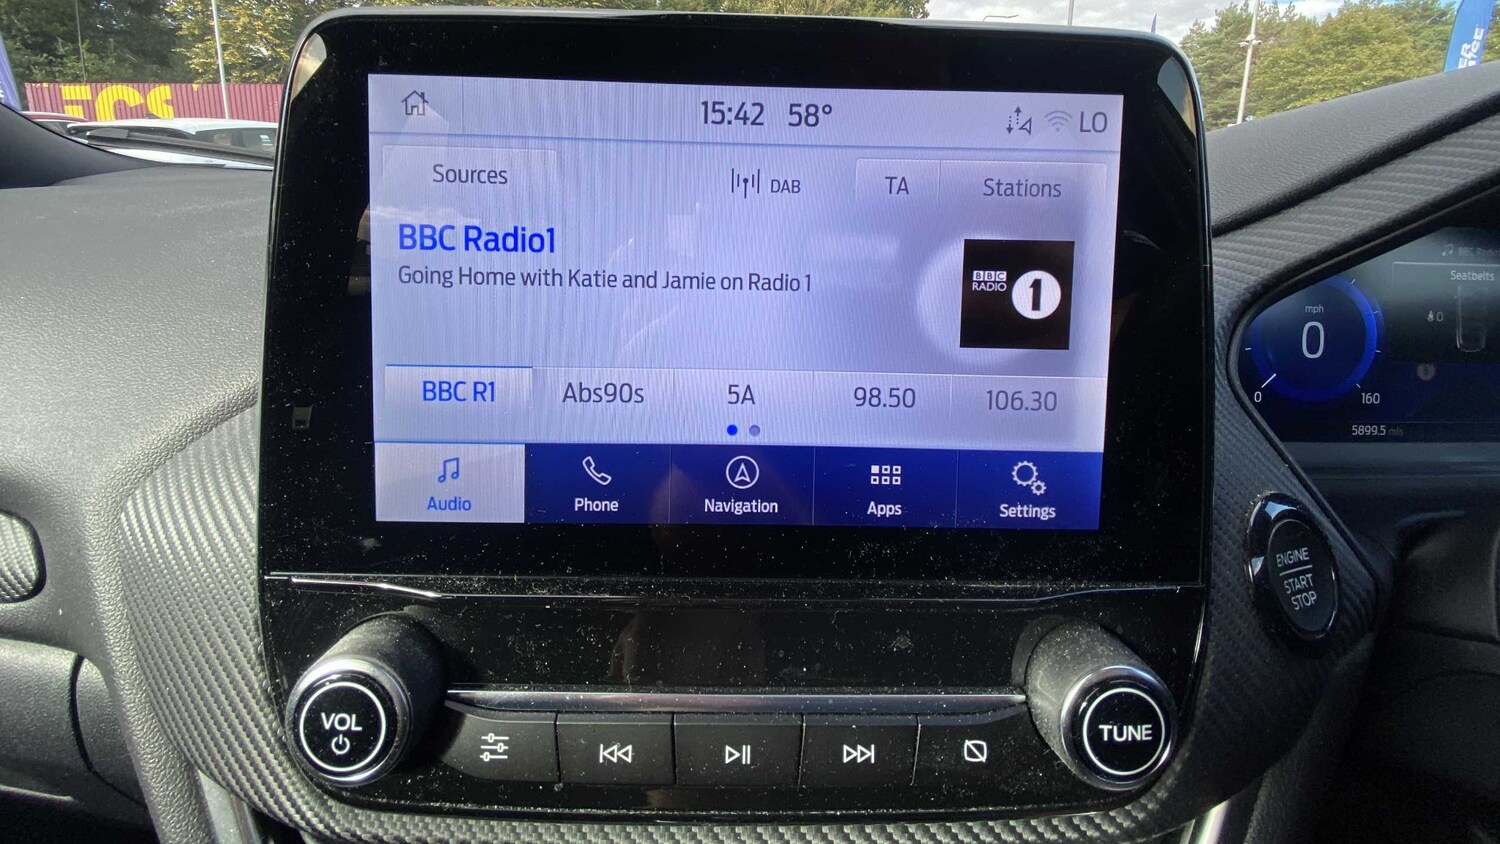 15:42 58° LO
Sources DAB TA Stations
BBC Radio1
Going Home with Katie and Jamie on Radio 1
BBC
RADIO
1
BBC R1 Abs90s 5A 98.50 106.30
Audio Phone Navigation Apps Settings
VOL
TUNE
ENGINE
START
STOP
Seatbelts
mph
0
0
0 160
5899.5 mls